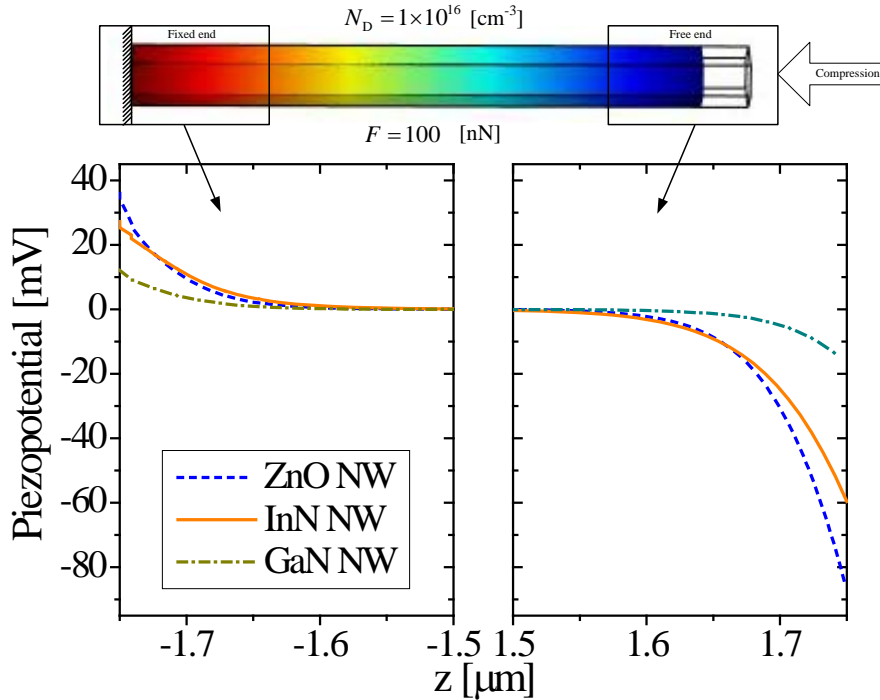 N_D = 1×10^16 [cm^-3]
Fixed end
Free end
Compression
F = 100 [nN]
Piezopotential [mV]
40
20
0
-20
-40
-60
-80
ZnO NW
InN NW
GaN NW
-1.7 -1.6 -1.5 1.5 1.6 1.7
z [μm]